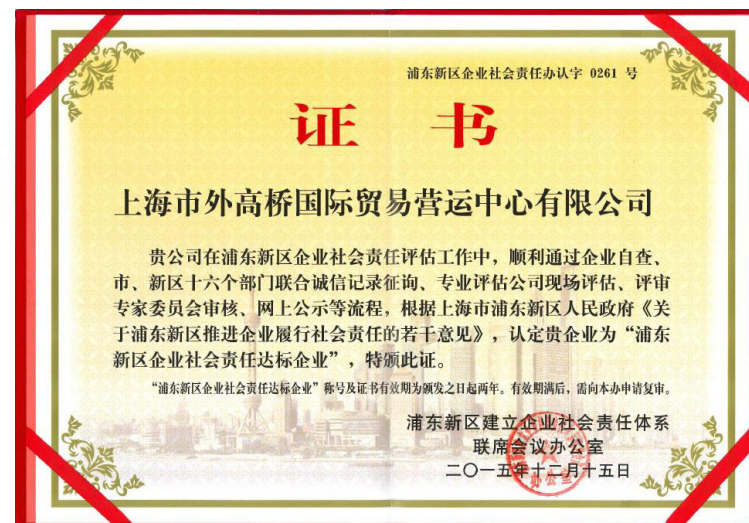 浦东新区企业社会责任办认字 0261 号
证 书
上海市外高桥国际贸易营运中心有限公司
贵公司在浦东新区企业社会责任评估工作中，顺利通过企业自查、
市、新区十六个部门联合诚信记录征询、专业评估公司现场评估、评审
专家委员会审核、网上公示等流程，根据上海市浦东新区人民政府《关
于浦东新区推进企业履行社会责任的若干意见》，认定贵企业为“浦东
新区企业社会责任达标企业”，特颁此证。
“浦东新区企业社会责任达标企业”称号及证书有效期为颁发之日起两年。有效期满后，需向本办申请复审。
浦东新区建立企业社会责任体系
联席会议办公室
二〇一五年十二月十五日
办公室